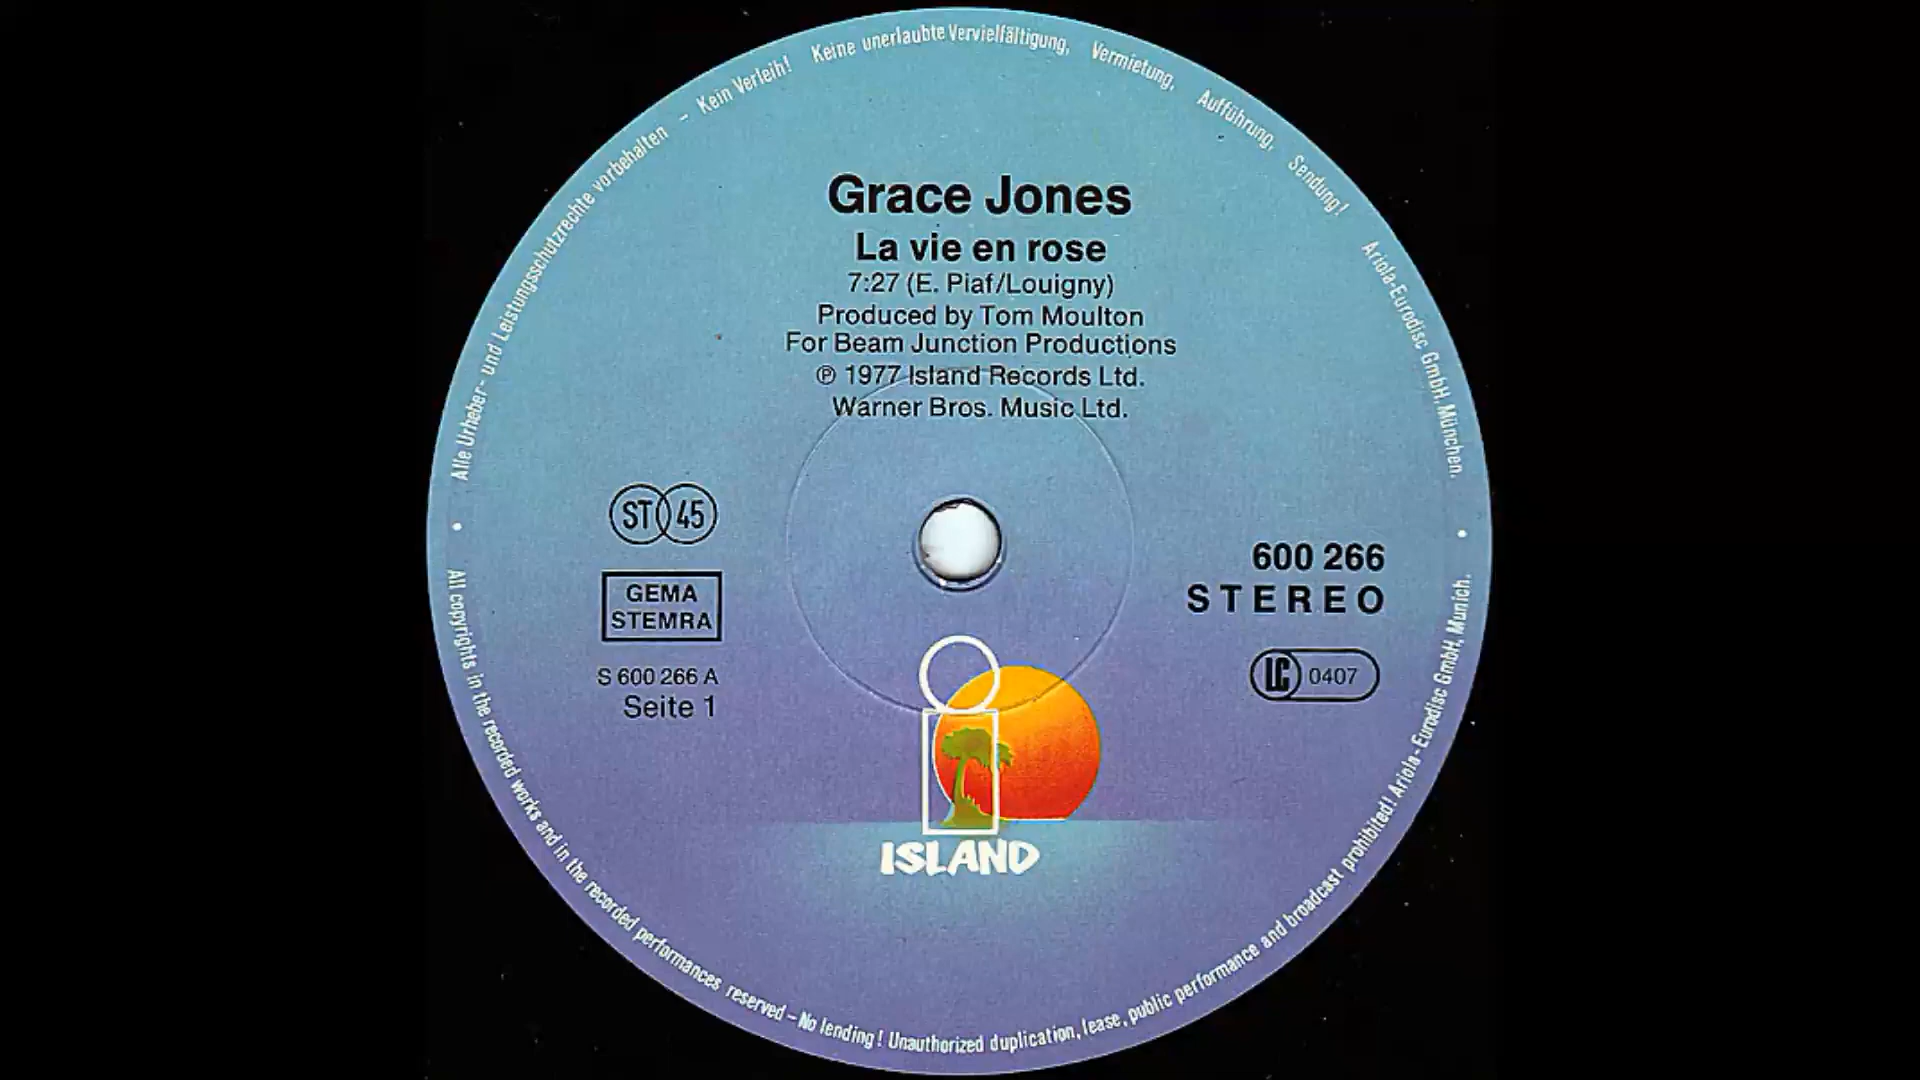 Alle Urheber- und Leistungsschutzrechte vorbehalten – Kein Verleih! Keine unerlaubte Vervielfältigung, Vermietung, Aufführung, Sendung! Ariola-Eurodisc GmbH, München.
Grace Jones
La vie en rose
7:27 (E. Piaf/Louigny)
Produced by Tom Moulton
For Beam Junction Productions
℗ 1977 Island Records Ltd.
Warner Bros. Music Ltd.
ST 45
GEMA
STEMRA
S 600 266 A
Seite 1
600 266
STEREO
LC 0407
ISLAND
All copyrights in the recorded works and in the recorded performances reserved – No lending! Unauthorized duplication, lease, public performance and broadcast prohibited! Ariola-Eurodisc GmbH, Munich.